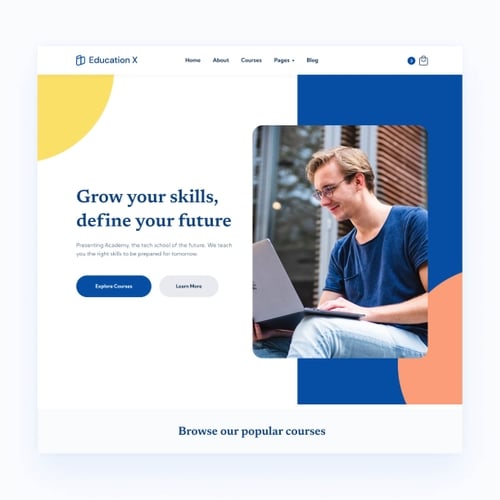 Education X
Home About Courses Pages Blog
Grow your skills,
define your future
Presenting Academy, the tech school of the future. We teach
you the right skills to be prepared for tomorrow.
Explore Courses Learn More
Browse our popular courses